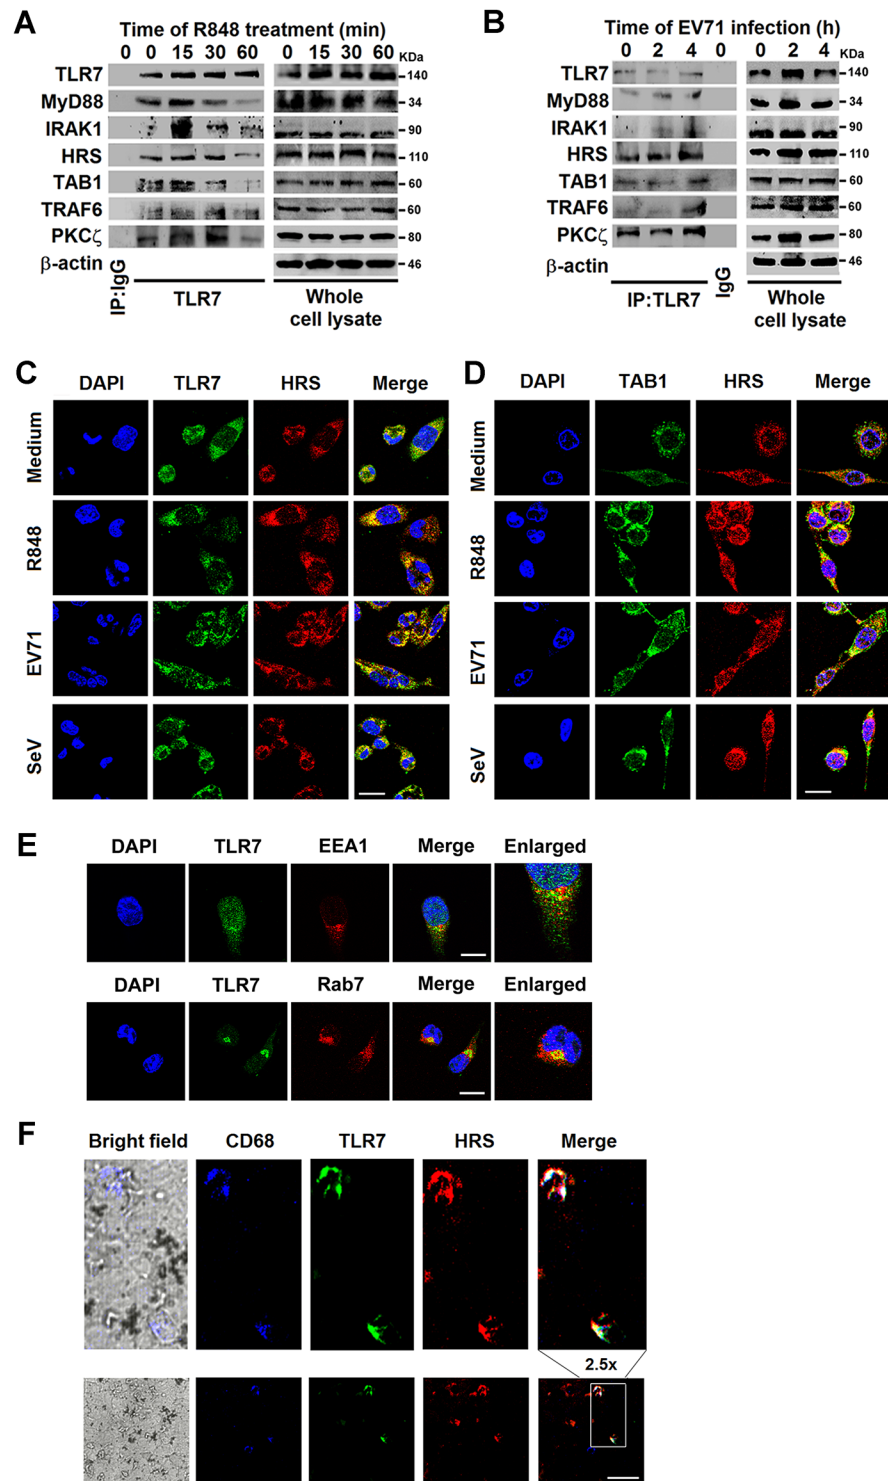 A
Time of R848 treatment (min)
0 0 15 30 60 0 15 30 60 KDa
TLR7 140
MyD88 34
IRAK1 90
HRS 110
TAB1 60
TRAF6 60
PKCζ 80
β-actin 46
IP:IgG
TLR7
Whole
cell lysate
B
Time of EV71 infection (h)
0 2 4 0 0 2 4 KDa
TLR7 140
MyD88 34
IRAK1 90
HRS 110
TAB1 60
TRAF6 60
PKCζ 80
β-actin 46
IP:TLR7
IgG
Whole
cell lysate
C
DAPI TLR7 HRS Merge
Medium
R848
EV71
SeV
D
DAPI TAB1 HRS Merge
Medium
R848
EV71
SeV
E
DAPI TLR7 EEA1 Merge Enlarged
DAPI TLR7 Rab7 Merge Enlarged
F
Bright field CD68 TLR7 HRS Merge
2.5x